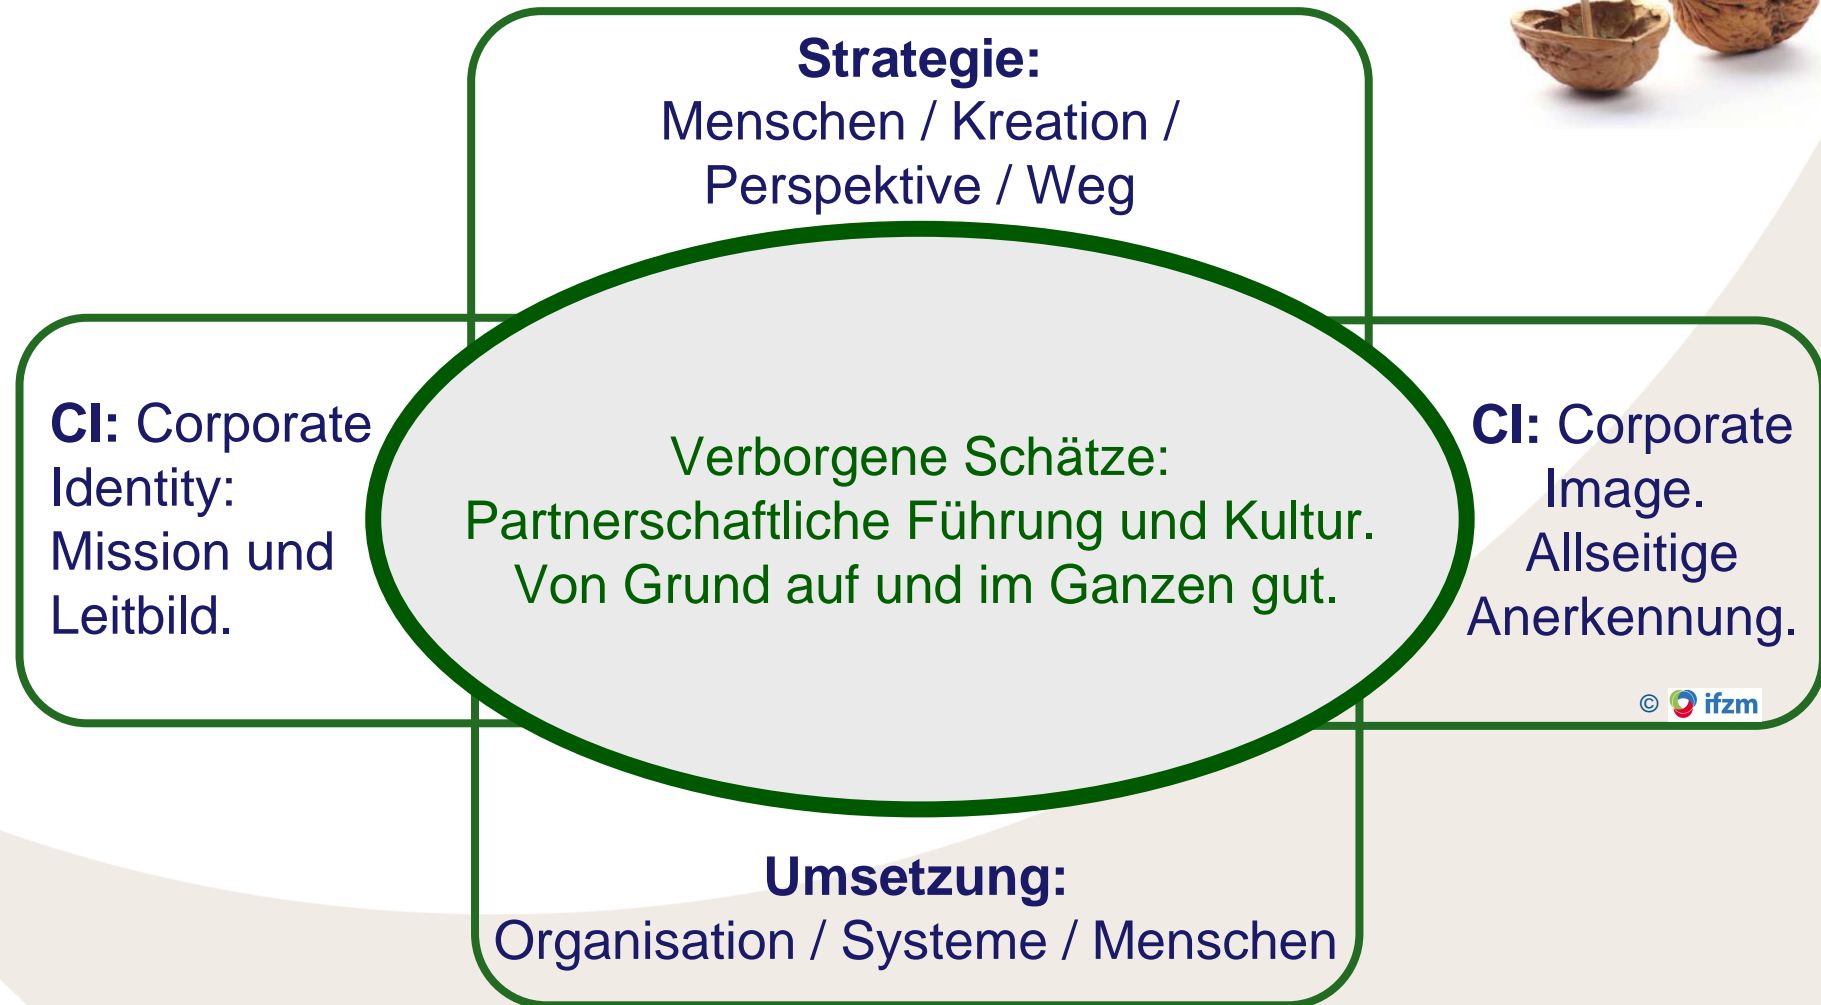 Strategie:
Menschen / Kreation /
Perspektive / Weg
CI: Corporate
Identity:
Mission und
Leitbild.
Verborgene Schätze:
Partnerschaftliche Führung und Kultur.
Von Grund auf und im Ganzen gut.
CI: Corporate
Image.
Allseitige
Anerkennung.
© ifzm
Umsetzung:
Organisation / Systeme / Menschen